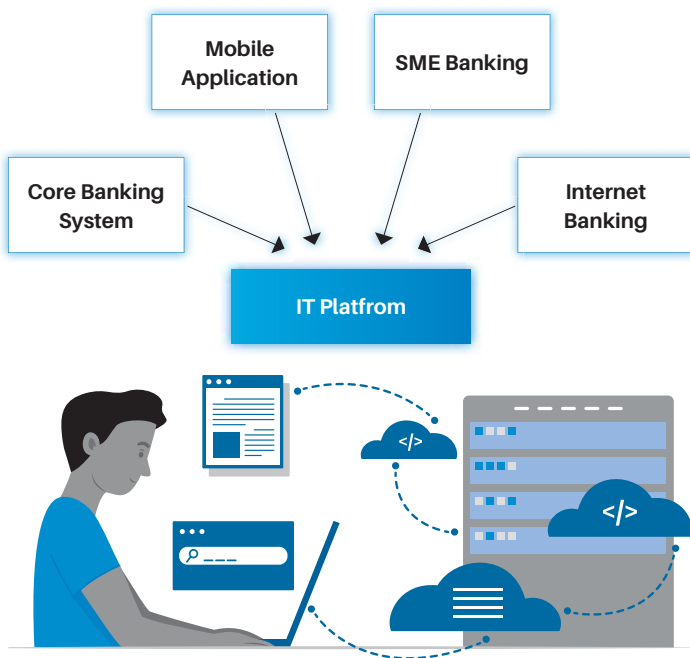 Mobile
Application
SME Banking
Core Banking
System
Internet
Banking
IT Platfrom
</>
</>